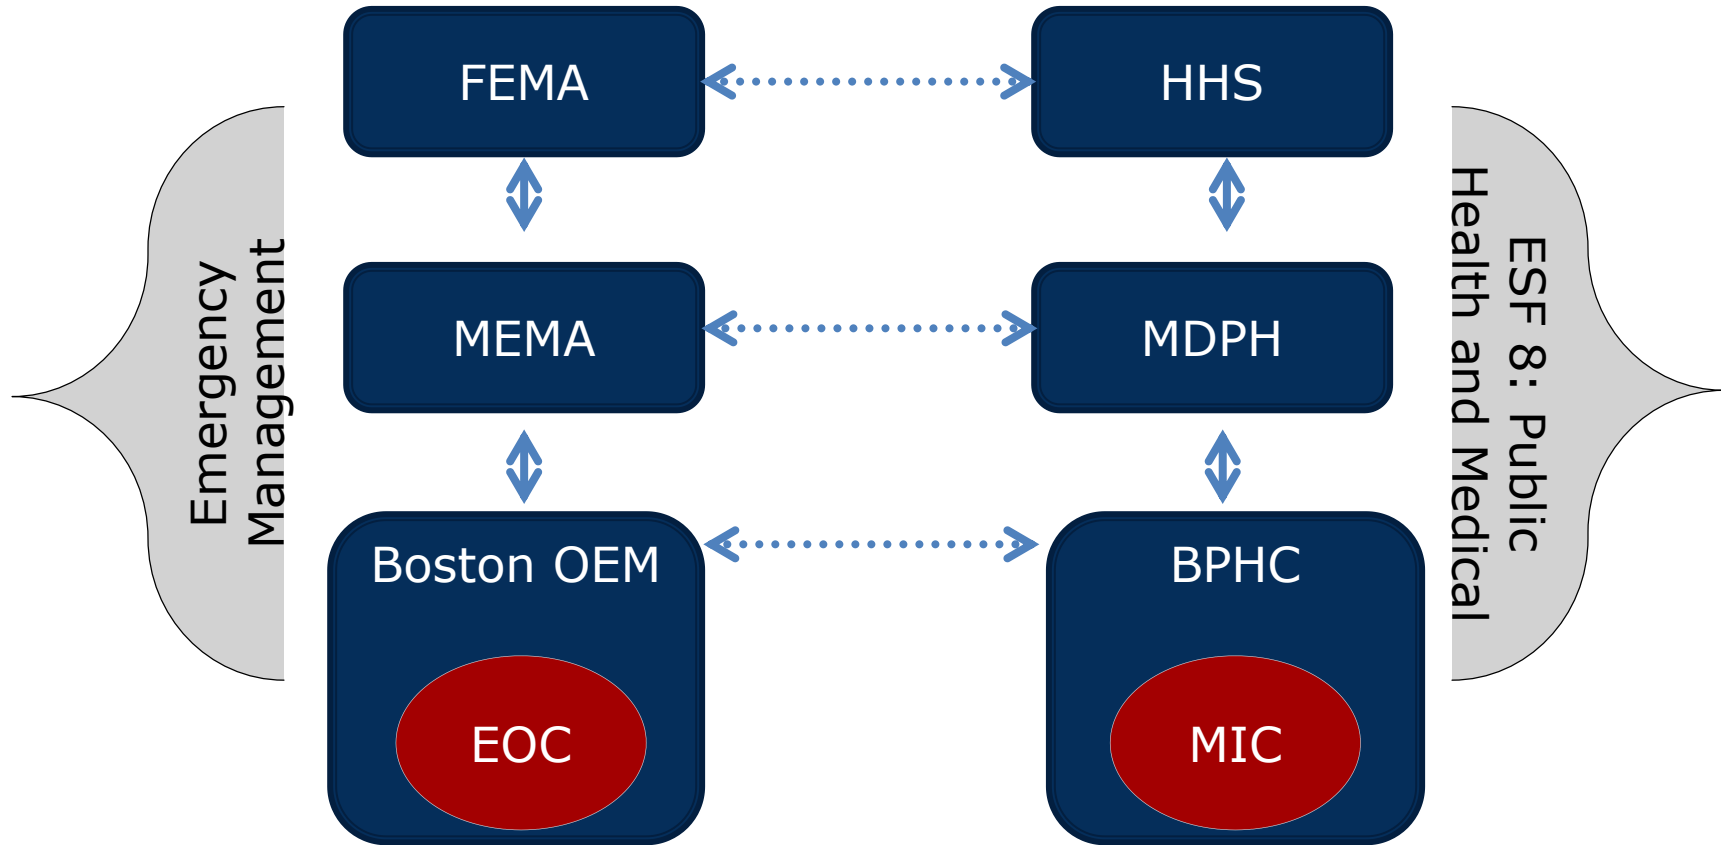 FEMA
HHS
Emergency
Management
MEMA
MDPH
ESF 8: Public
Health and Medical
Boston OEM
BPHC
EOC
MIC